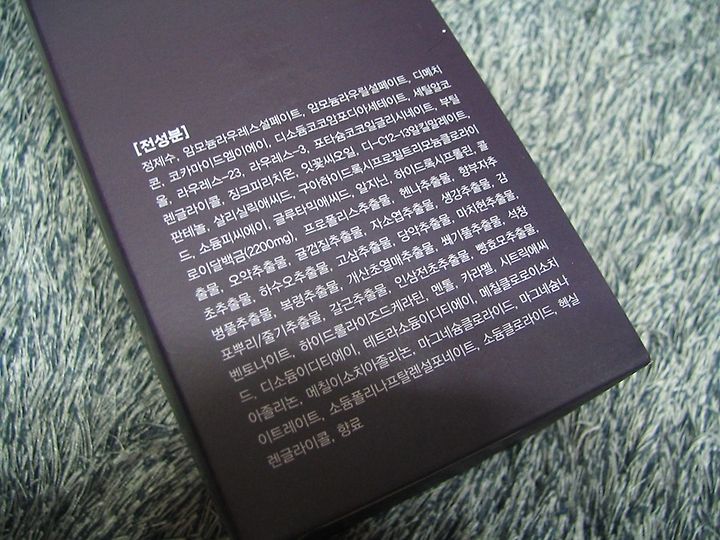 [전성분]
정제수, 암모늄라우레스설페이트, 암모늄라우릴설페이트, 디메치
콘, 코카마이드엠이에이, 디소듐코코암포디아세테이트, 세틸알코
올, 라우레스-23, 라우레스-3, 포타슘코코일글리시네이트, 부틸
렌글라이콜, 징크피리치온, 잇꽃씨오일, 디-C12-13알킬말레이트,
판테놀, 살리실릭애씨드, 구아하이드록시프로필트리모늄클로라이
드, 소듐피씨에이, 글루타믹애씨드, 알지닌, 하이드록시프롤린, 콜
로이달백금(2200mg), 프로폴리스추출물, 헤나추출물, 향부자추
출물, 오약추출물, 귤껍질추출물, 자소엽추출물, 생강추출물, 감
초추출물, 하수오추출물, 고삼추출물, 당약추출물, 마치현추출물,
병풀추출물, 복령추출물, 개산초열매추출물, 쐐기풀추출물, 석창
포뿌리/줄기추출물, 갈근추출물, 인삼전초추출물, 빵효모추출물,
벤토나이트, 하이드롤라이즈드케라틴, 멘톨, 카라멜, 시트릭애씨
드, 디소듐이디티에이, 테트라소듐이디티에이, 메칠클로로이소치
아졸리논, 메칠이소치아졸리논, 마그네슘클로라이드, 마그네슘나
이트레이트, 소듐폴리나프탈렌설포네이트, 소듐클로라이드, 헥실
렌글라이콜, 향료